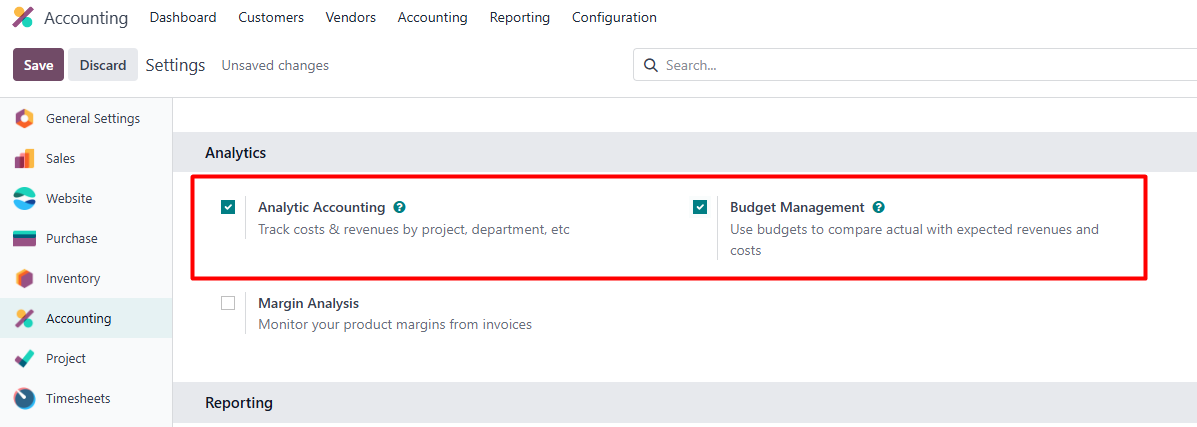 Accounting Dashboard Customers Vendors Accounting Reporting Configuration
Save Discard Settings Unsaved changes Search...
General Settings
Sales
Website
Purchase
Inventory
Accounting
Project
Timesheets
Analytics
Analytic Accounting ?
Track costs & revenues by project, department, etc
Budget Management ?
Use budgets to compare actual with expected revenues and
costs
Margin Analysis
Monitor your product margins from invoices
Reporting